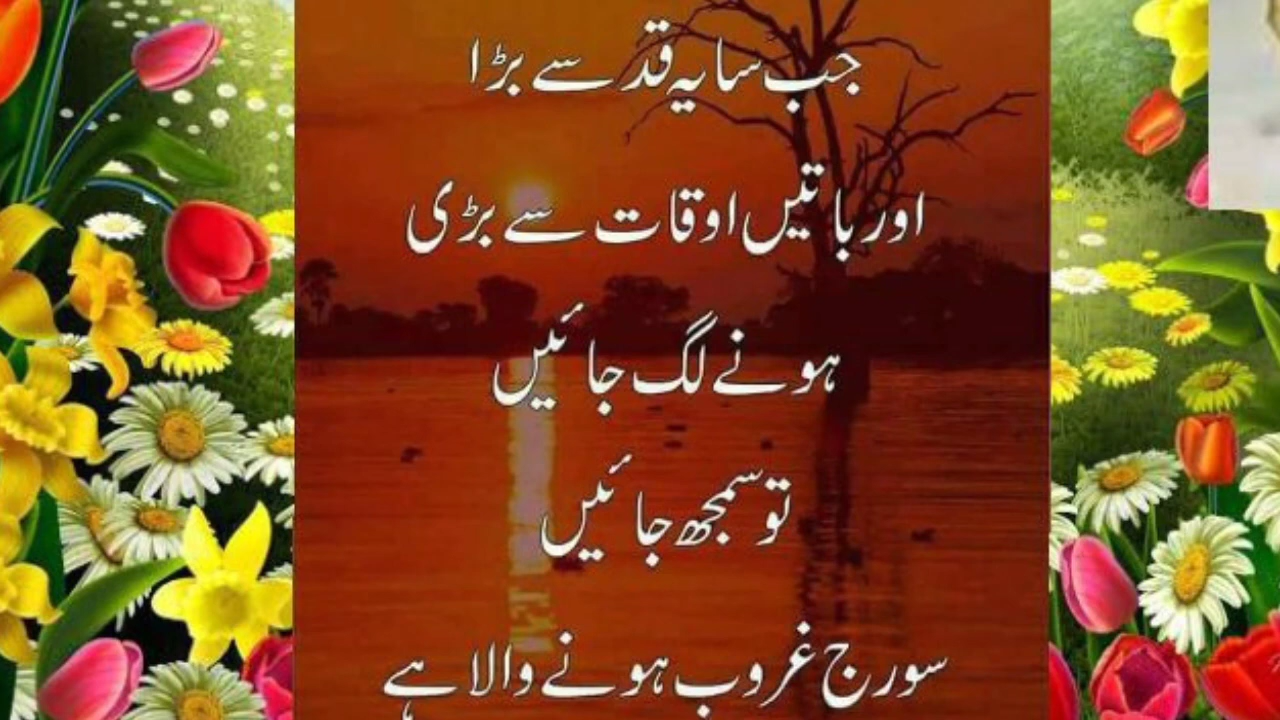 جب سایہ قد سے بڑا
اور باتیں اوقات سے بڑی
ہونے لگ جائیں
تو سمجھ جائیں
سورج غروب ہونے والا ہے